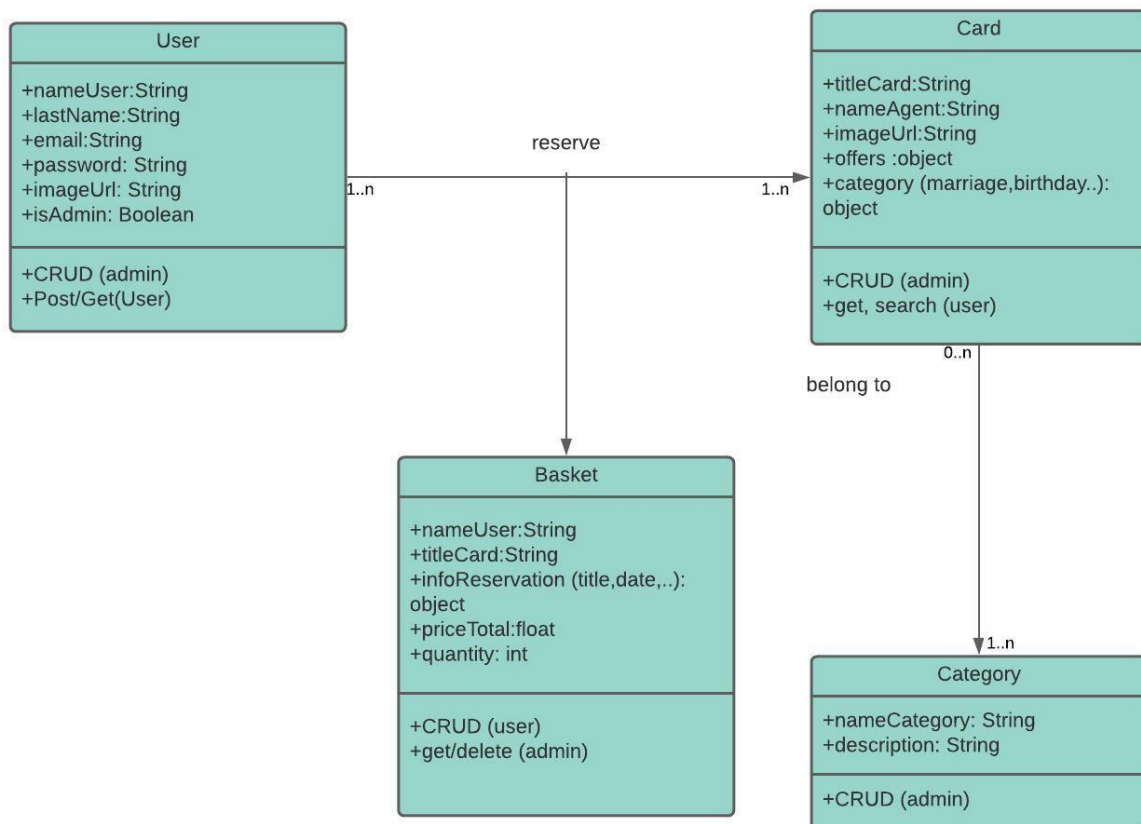 User
+nameUser:String
+lastName:String
+email:String
+password: String
+imageUrl: String
+isAdmin: Boolean
+CRUD (admin)
+Post/Get(User)
reserve
1..n
1..n
Card
+titleCard:String
+nameAgent:String
+imageUrl:String
+offers :object
+category (marriage,birthday..):
object
+CRUD (admin)
+get, search (user)
0..n
belong to
1..n
Basket
+nameUser:String
+titleCard:String
+infoReservation (title,date,..):
object
+priceTotal:float
+quantity: int
+CRUD (user)
+get/delete (admin)
Category
+nameCategory: String
+description: String
+CRUD (admin)